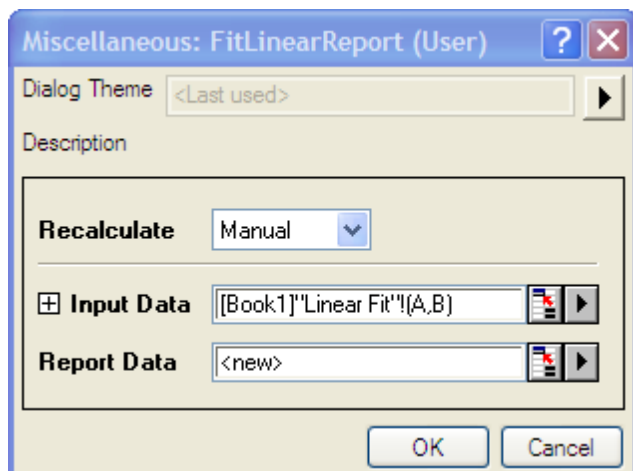 Miscellaneous: FitLinearReport (User)
Dialog Theme <Last used>
Description
Recalculate Manual
Input Data [Book1]"Linear Fit"!(A,B)
Report Data <new>
OK Cancel